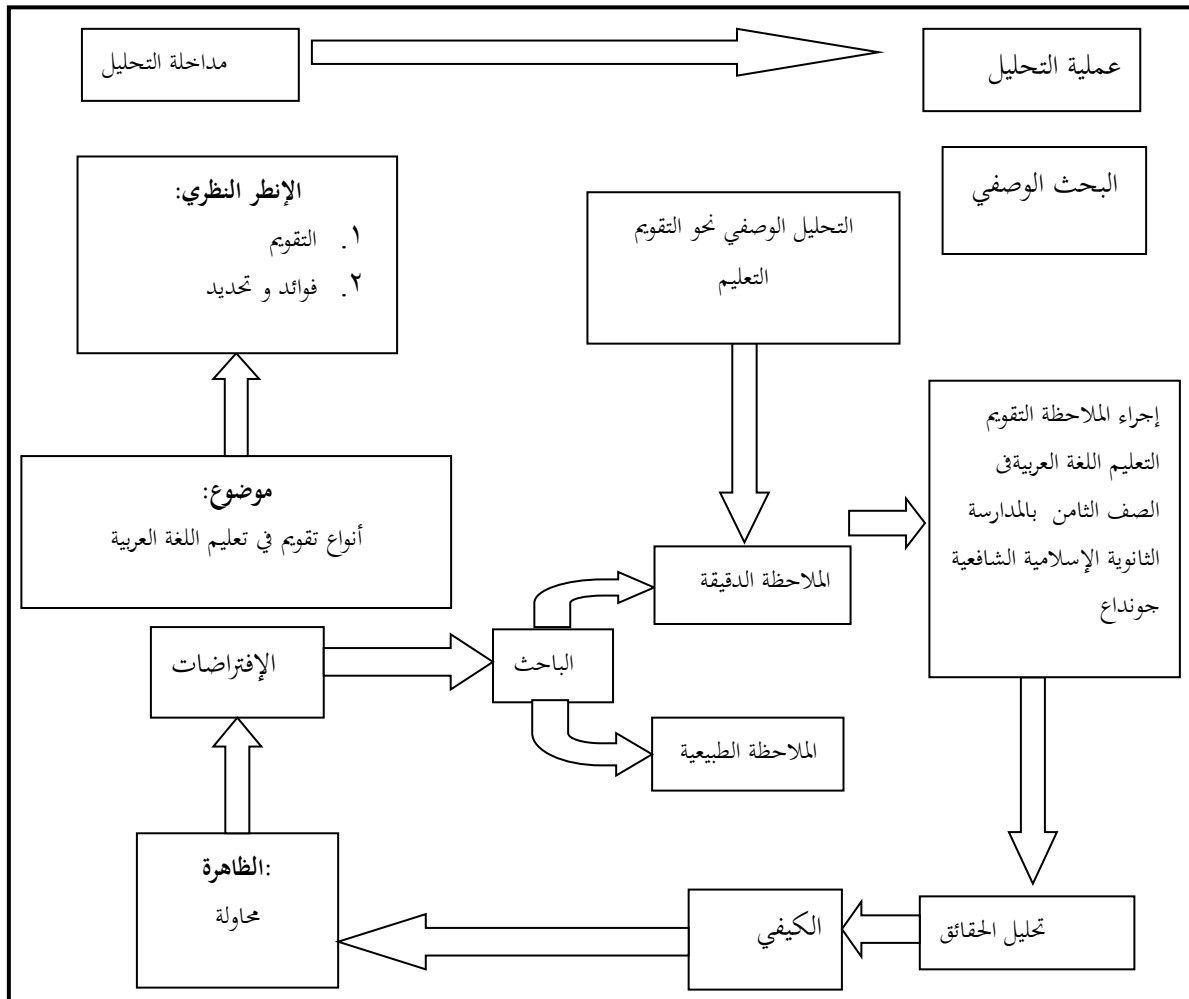 عملية التحليل
مداخلة التحليل
البحث الوصفي
الإنطر النظري:
١. التقويم
٢. فوائد و تحديد
التحليل الوصفي نحو التقويم
التعليم
إجراء الملاحظة التقويم
التعليم اللغة العربيةفى
الصف الثامن بالمدارسة
الثانوية الإسلامية الشافعية
جونداع
موضوع:
أنواع تقويم في تعليم اللغة العربية
الملاحظة الدقيقة
الباحث
الإفتراضات
الملاحظة الطبيعية
:الظاهرة
محاولة
الكيفي
تحليل الحقائق